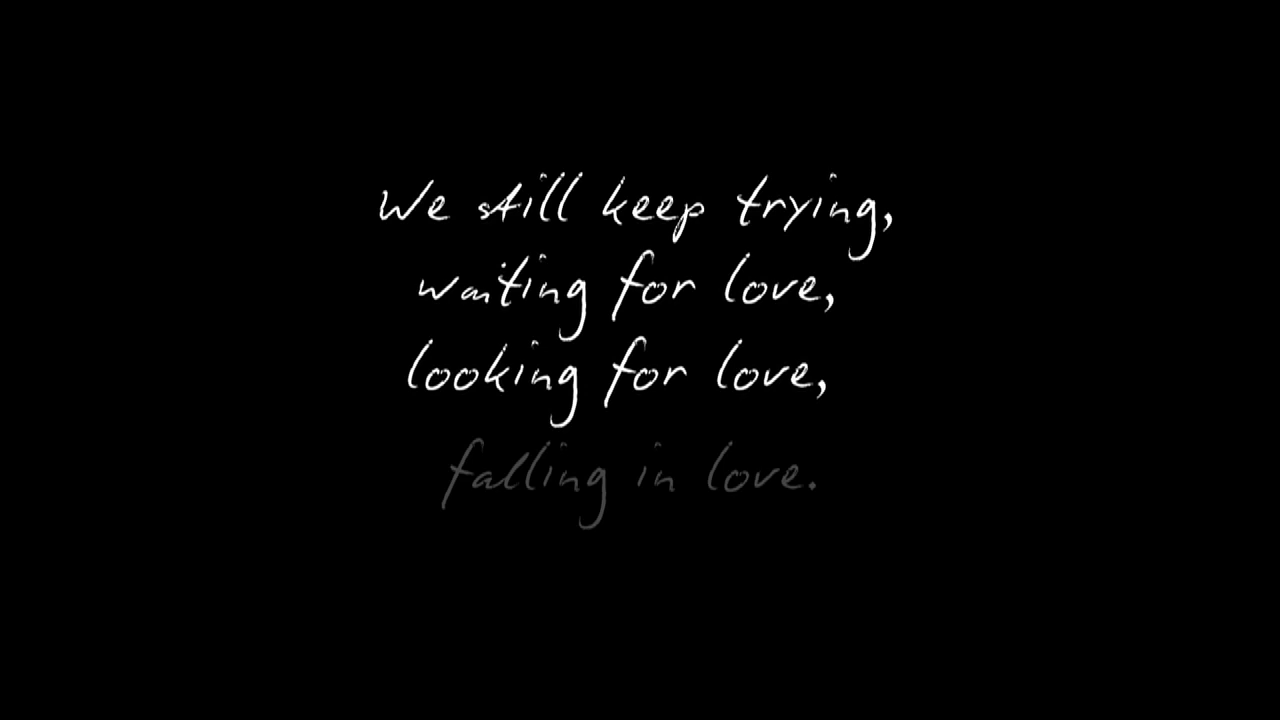 We still keep trying,
waiting for love,
looking for love,
falling in love.